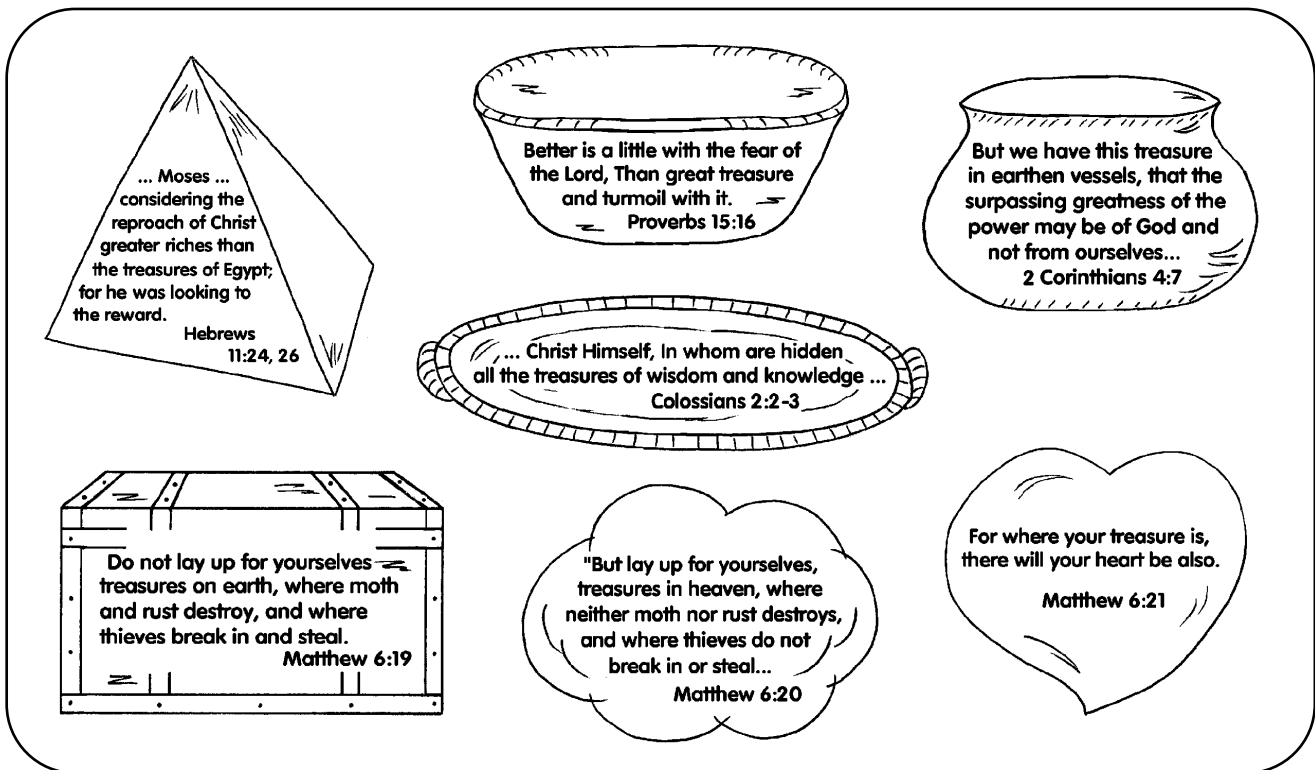 ... Moses ...
considering the
reproach of Christ
greater riches than
the treasures of Egypt;
for he was looking to
the reward.
Hebrews
11:24, 26
Better is a little with the fear of
the Lord, Than great treasure
and turmoil with it.
Proverbs 15:16
But we have this treasure
in earthen vessels, that the
surpassing greatness of the
power may be of God and
not from ourselves...
2 Corinthians 4:7
... Christ Himself, In whom are hidden
all the treasures of wisdom and knowledge ...
Colossians 2:2-3
Do not lay up for yourselves
treasures on earth, where moth
and rust destroy, and where
thieves break in and steal.
Matthew 6:19
"But lay up for yourselves,
treasures in heaven, where
neither moth nor rust destroys,
and where thieves do not
break in or steal...
Matthew 6:20
For where your treasure is,
there will your heart be also.
Matthew 6:21